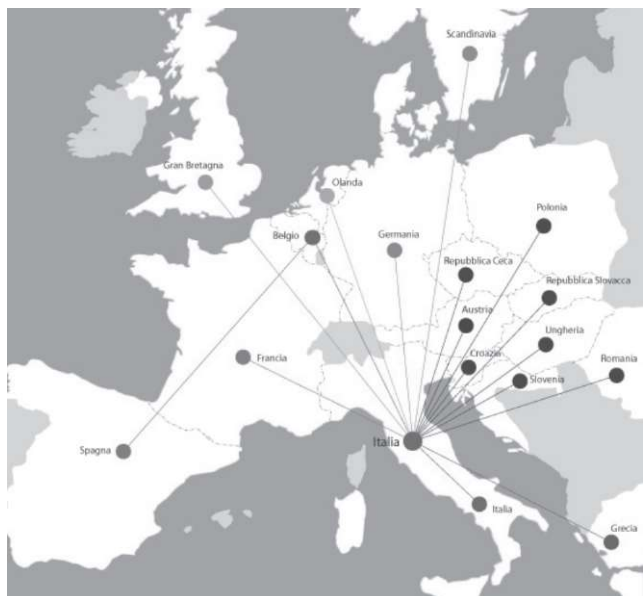 Scandinavia
Gran Bretagna
Olanda
Polonia
Belgio
Germania
Repubblica Ceca
Repubblica Slovacca
Austria
Ungheria
Francia
Croazia
Romania
Slovenia
Italia
Spagna
Italia
Grecia